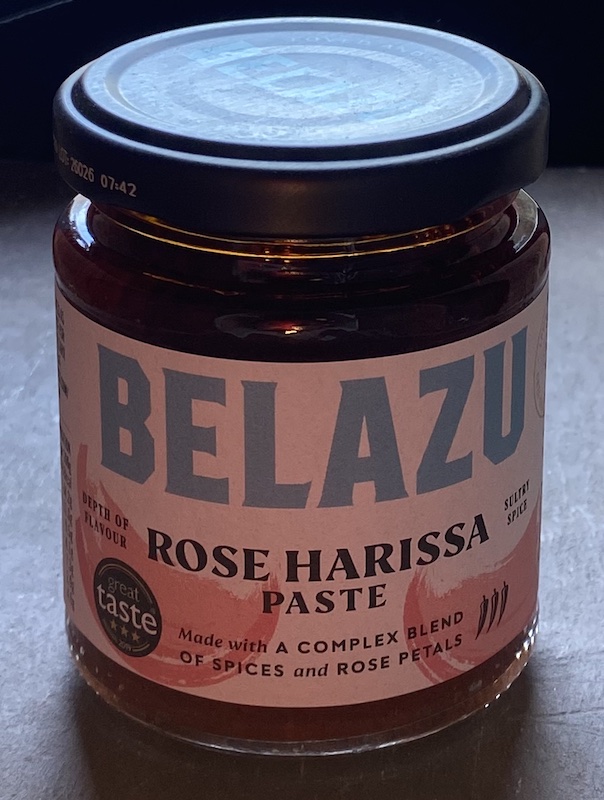 26026 07:42
BELAZU
DEPTH OF
FLAVOUR
SULTRY
SPICE
ROSE HARISSA
PASTE
great
taste
Made with A COMPLEX BLEND
OF SPICES and ROSE PETALS